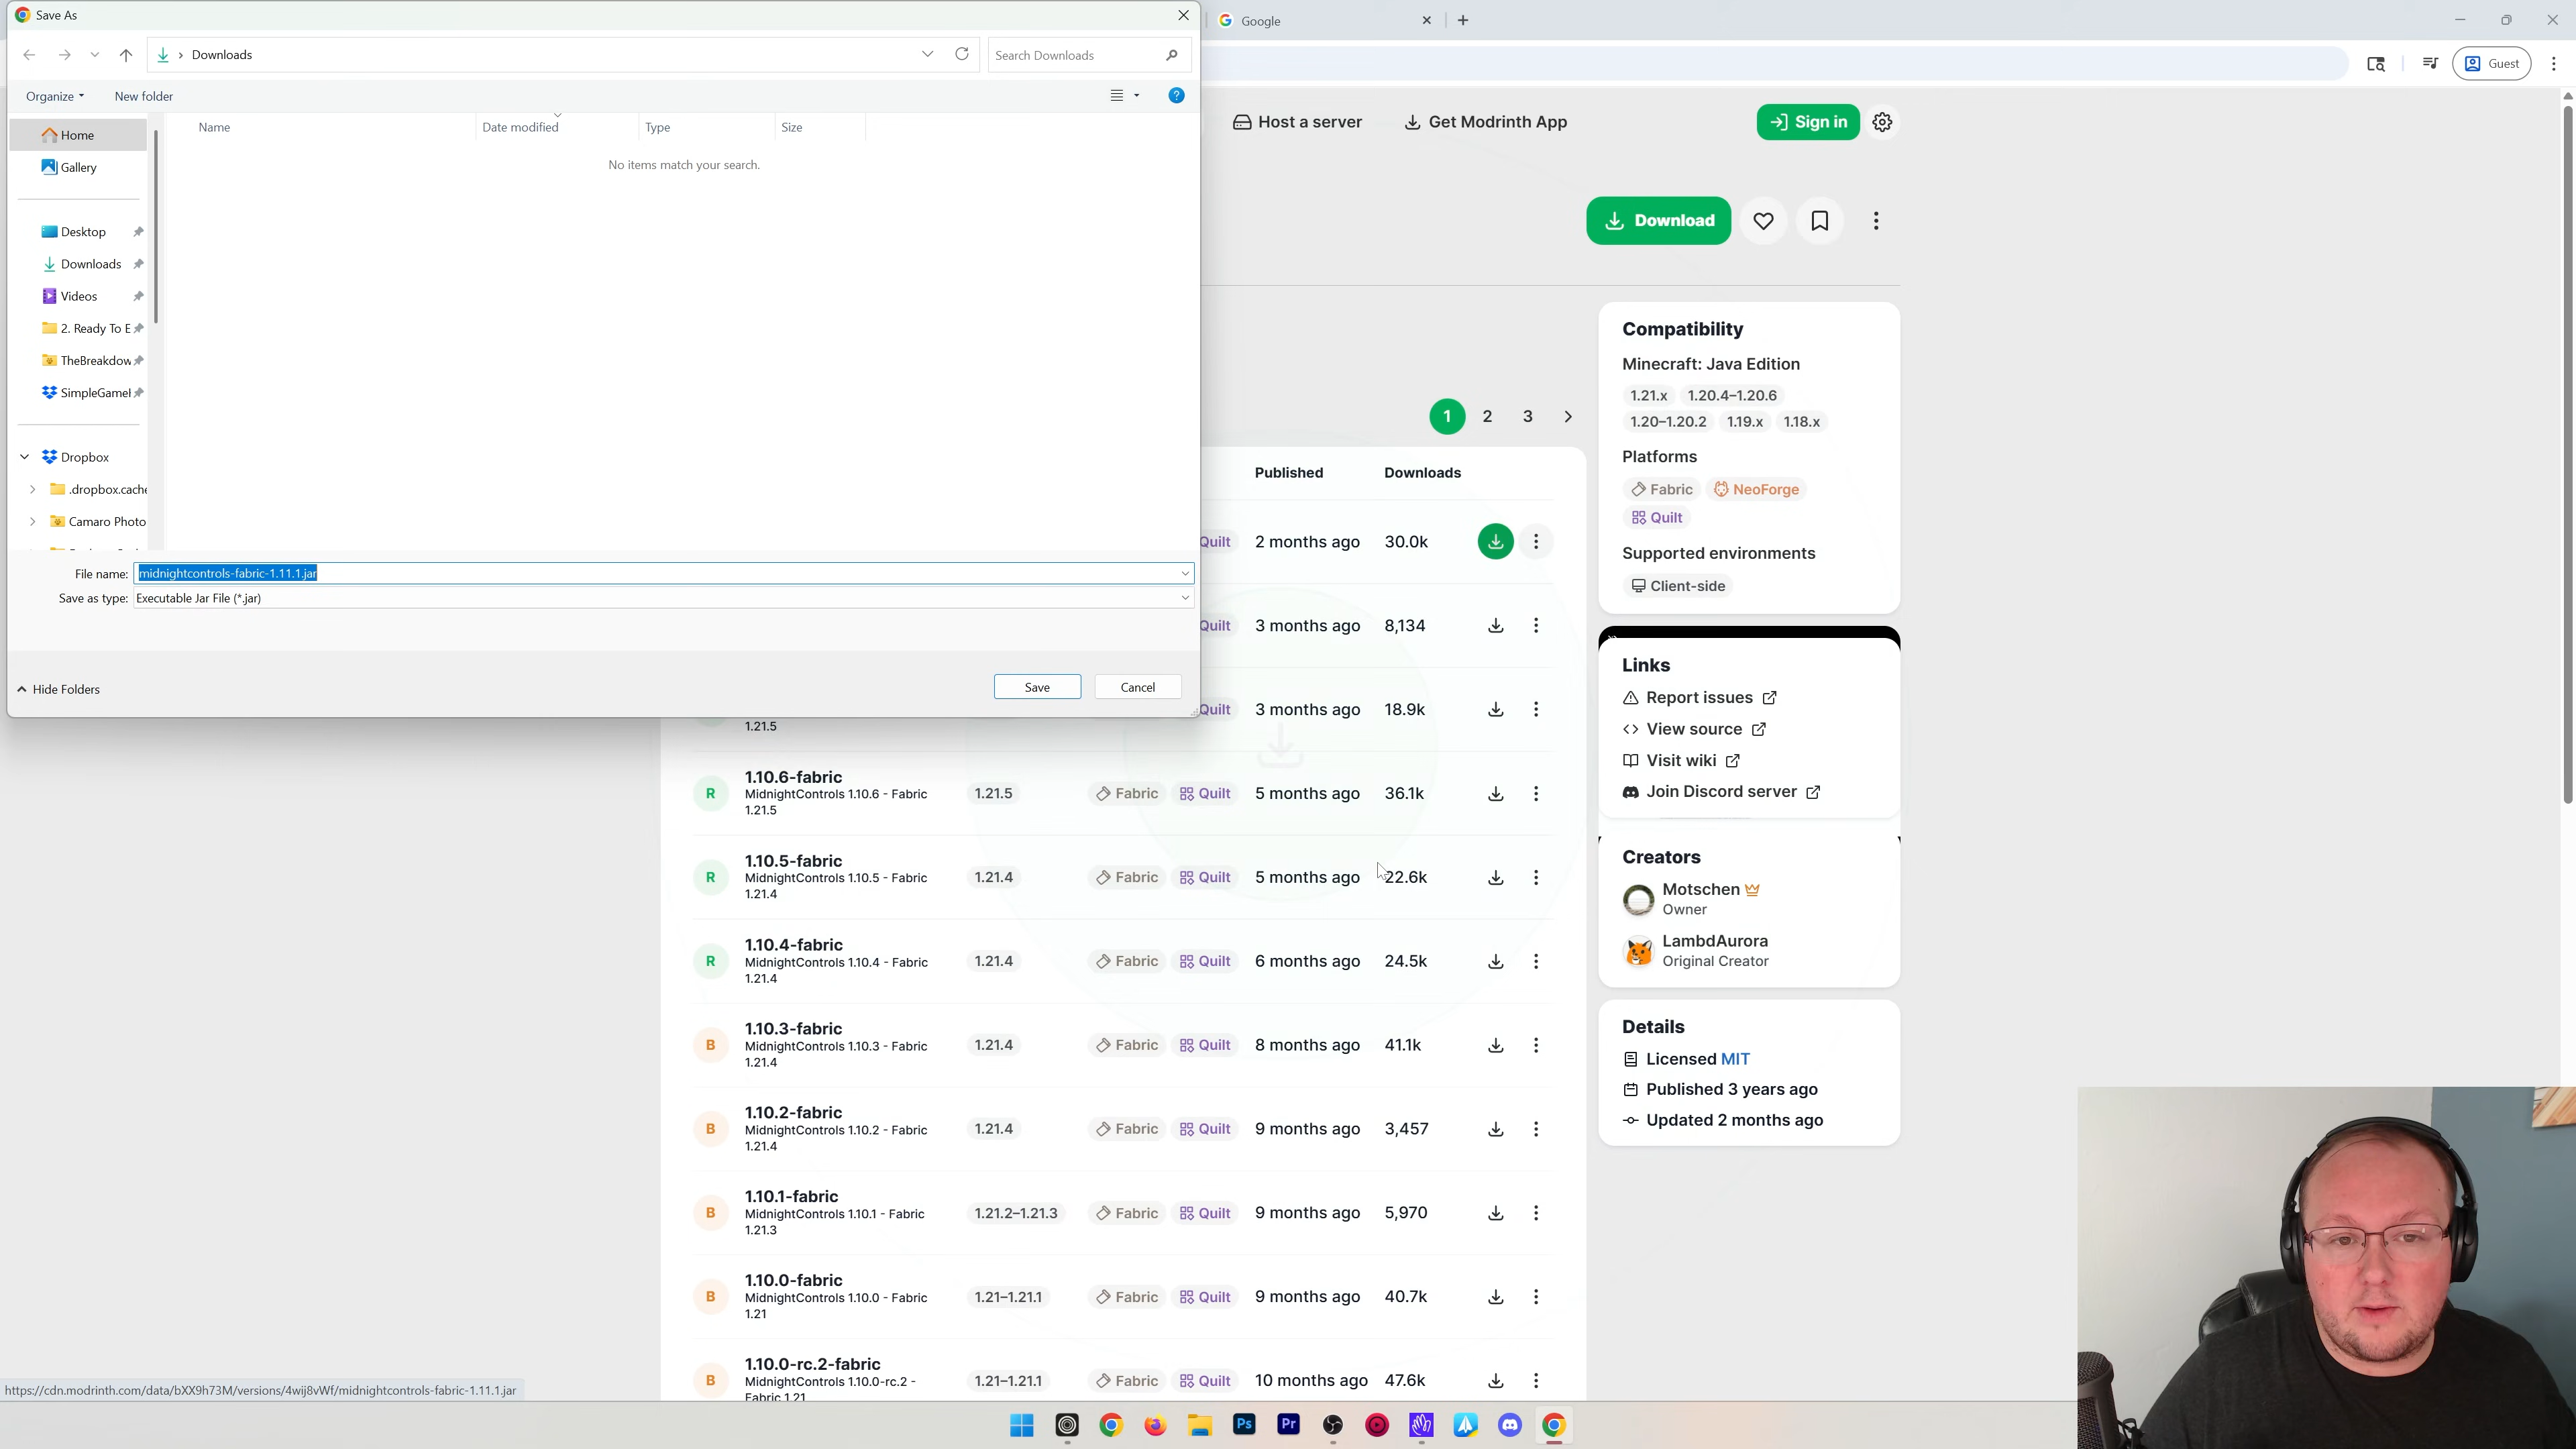 Save As
Google
Downloads
Search Downloads
Guest
Organize
New folder
Name
Date modified
Type
Size
No items match your search.
Home
Gallery
Desktop
Downloads
Videos
2. Ready To E
TheBreakdow
SimpleGameH
Dropbox
.dropbox.cache
Camaro Photo
File name:
midnightcontrols-fabric-1.11.1.jar
Save as type:
Executable Jar File (*.jar)
Hide Folders
Save
Cancel
Host a server
Get Modrinth App
Sign in
Download
1 2 3
Published
Downloads
Quilt 2 months ago 30.0k
Quilt 3 months ago 8,134
Quilt 3 months ago 18.9k
1.21.5
R
1.10.6-fabric
MidnightControls 1.10.6 - Fabric
1.21.5
1.21.5 Fabric Quilt 5 months ago 36.1k
R
1.10.5-fabric
MidnightControls 1.10.5 - Fabric
1.21.4
1.21.4 Fabric Quilt 5 months ago 22.6k
R
1.10.4-fabric
MidnightControls 1.10.4 - Fabric
1.21.4
1.21.4 Fabric Quilt 6 months ago 24.5k
B
1.10.3-fabric
MidnightControls 1.10.3 - Fabric
1.21.4
1.21.4 Fabric Quilt 8 months ago 41.1k
B
1.10.2-fabric
MidnightControls 1.10.2 - Fabric
1.21.4
1.21.4 Fabric Quilt 9 months ago 3,457
B
1.10.1-fabric
MidnightControls 1.10.1 - Fabric
1.21.3
1.21.2–1.21.3 Fabric Quilt 9 months ago 5,970
B
1.10.0-fabric
MidnightControls 1.10.0 - Fabric
1.21
1.21–1.21.1 Fabric Quilt 9 months ago 40.7k
B
1.10.0-rc.2-fabric
MidnightControls 1.10.0-rc.2 -
Fabric 1.21
1.21–1.21.1 Fabric Quilt 10 months ago 47.6k
Compatibility
Minecraft: Java Edition
1.21.x 1.20.4–1.20.6
1.20–1.20.2 1.19.x 1.18.x
Platforms
Fabric NeoForge
Quilt
Supported environments
Client-side
Links
Report issues
View source
Visit wiki
Join Discord server
Creators
Motschen
Owner
LambdAurora
Original Creator
Details
Licensed MIT
Published 3 years ago
Updated 2 months ago
https://cdn.modrinth.com/data/bXX9h73M/versions/4wij8vWf/midnightcontrols-fabric-1.11.1.jar
Ps
Pr